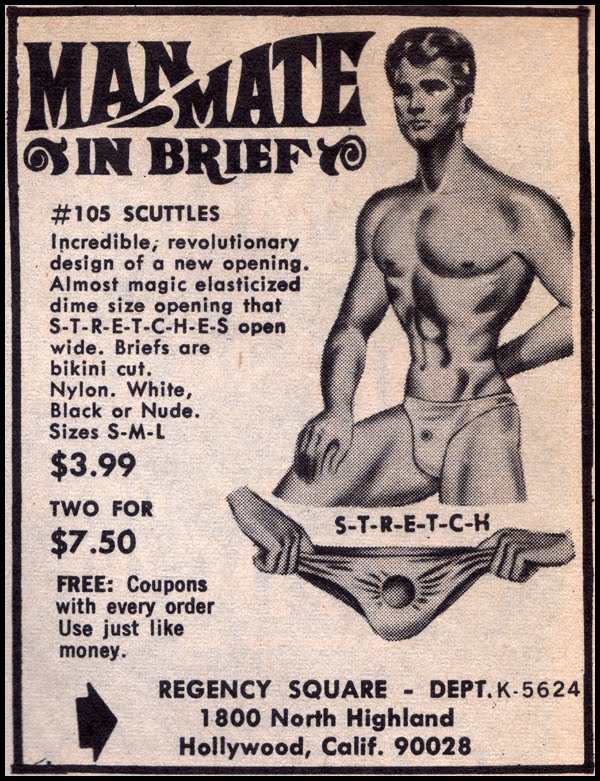 MAN MATE
IN BRIEF
#105 SCUTTLES
Incredible, revolutionary
design of a new opening.
Almost magic elasticized
dime size opening that
S-T-R-E-T-C-H-E-S open
wide. Briefs are
bikini cut.
Nylon. White,
Black or Nude.
Sizes S-M-L
$3.99
TWO FOR
$7.50
S-T-R-E-T-C-H
FREE: Coupons
with every order
Use just like
money.
REGENCY SQUARE - DEPT. K-5624
1800 North Highland
Hollywood, Calif. 90028